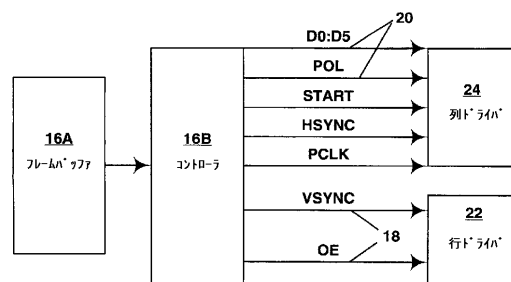 20
D0:D5
POL
START
HSYNC
PCLK
VSYNC
18
OE
16A
ﾌﾚｰﾑﾊﾞｯﾌｧ
16B
ｺﾝﾄﾛｰﾗ
24
列ﾄﾞﾗｲﾊﾞ
22
行ﾄﾞﾗｲﾊﾞ